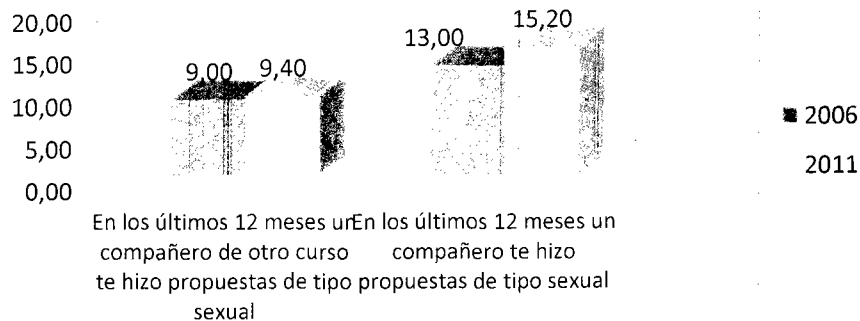 20,00
15,00
10,00
5,00
0,00
9,00
9,40
13,00
15,20
2006
2011
En los últimos 12 meses un
compañero de otro curso
te hizo propuestas de tipo
sexual
En los últimos 12 meses un
compañero te hizo
propuestas de tipo sexual